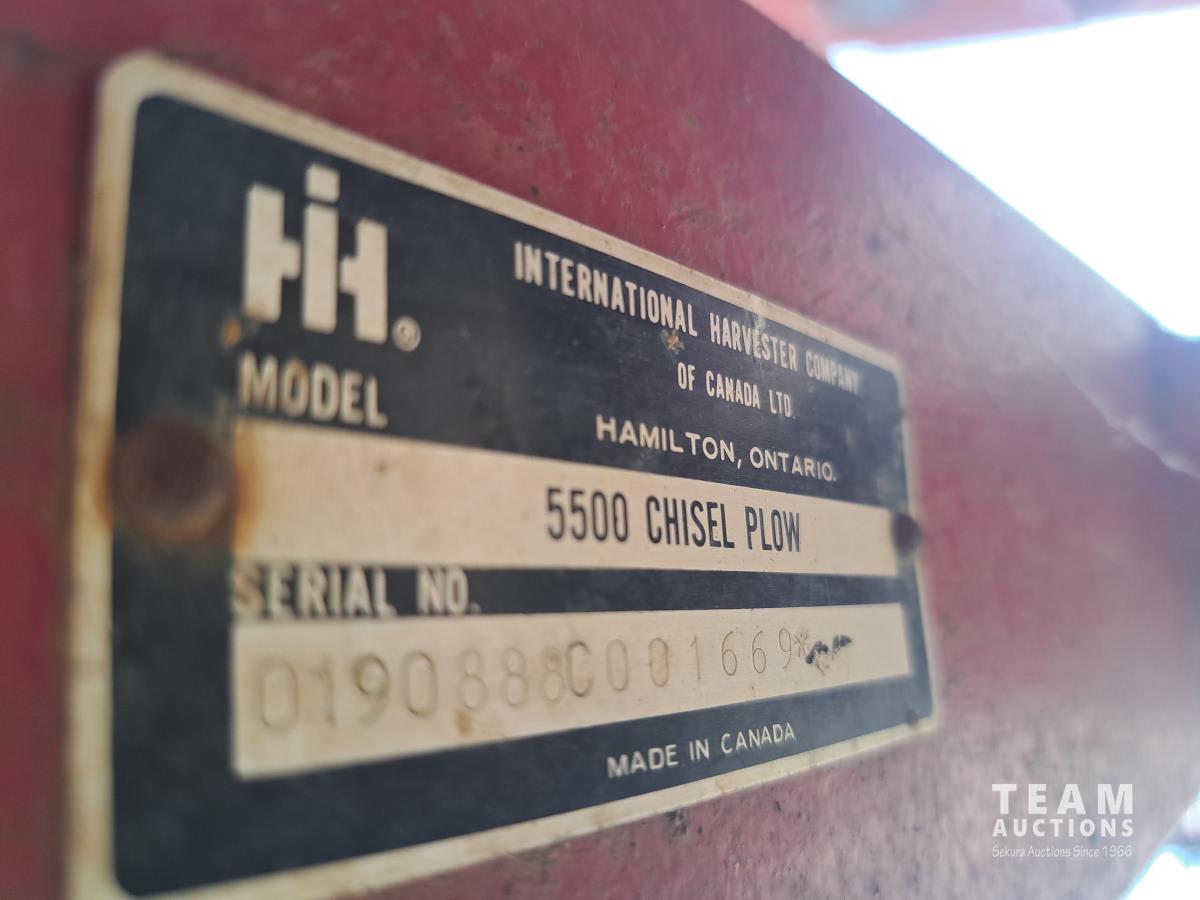 IH®
INTERNATIONAL HARVESTER COMPANY
OF CANADA LTD.
HAMILTON, ONTARIO.
MODEL
5500 CHISEL PLOW
SERIAL NO.
0190888C001669*
MADE IN CANADA
TEAM
AUCTIONS
Sekura Auctions Since 1966